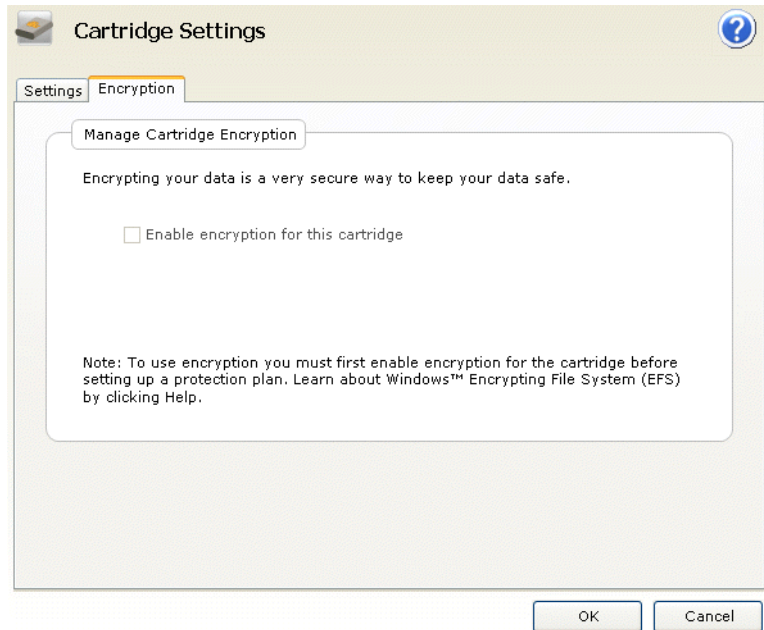 Cartridge Settings
?
Settings
Encryption
Manage Cartridge Encryption
Encrypting your data is a very secure way to keep your data safe.
Enable encryption for this cartridge
Note: To use encryption you must first enable encryption for the cartridge before
setting up a protection plan. Learn about Windows™ Encrypting File System (EFS)
by clicking Help.
OK
Cancel